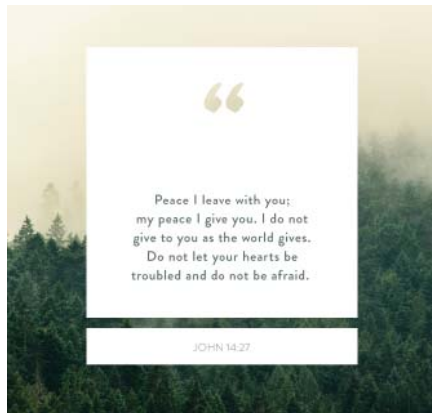 “
Peace I leave with you;
my peace I give you. I do not
give to you as the world gives.
Do not let your hearts be
troubled and do not be afraid.
JOHN 14:27